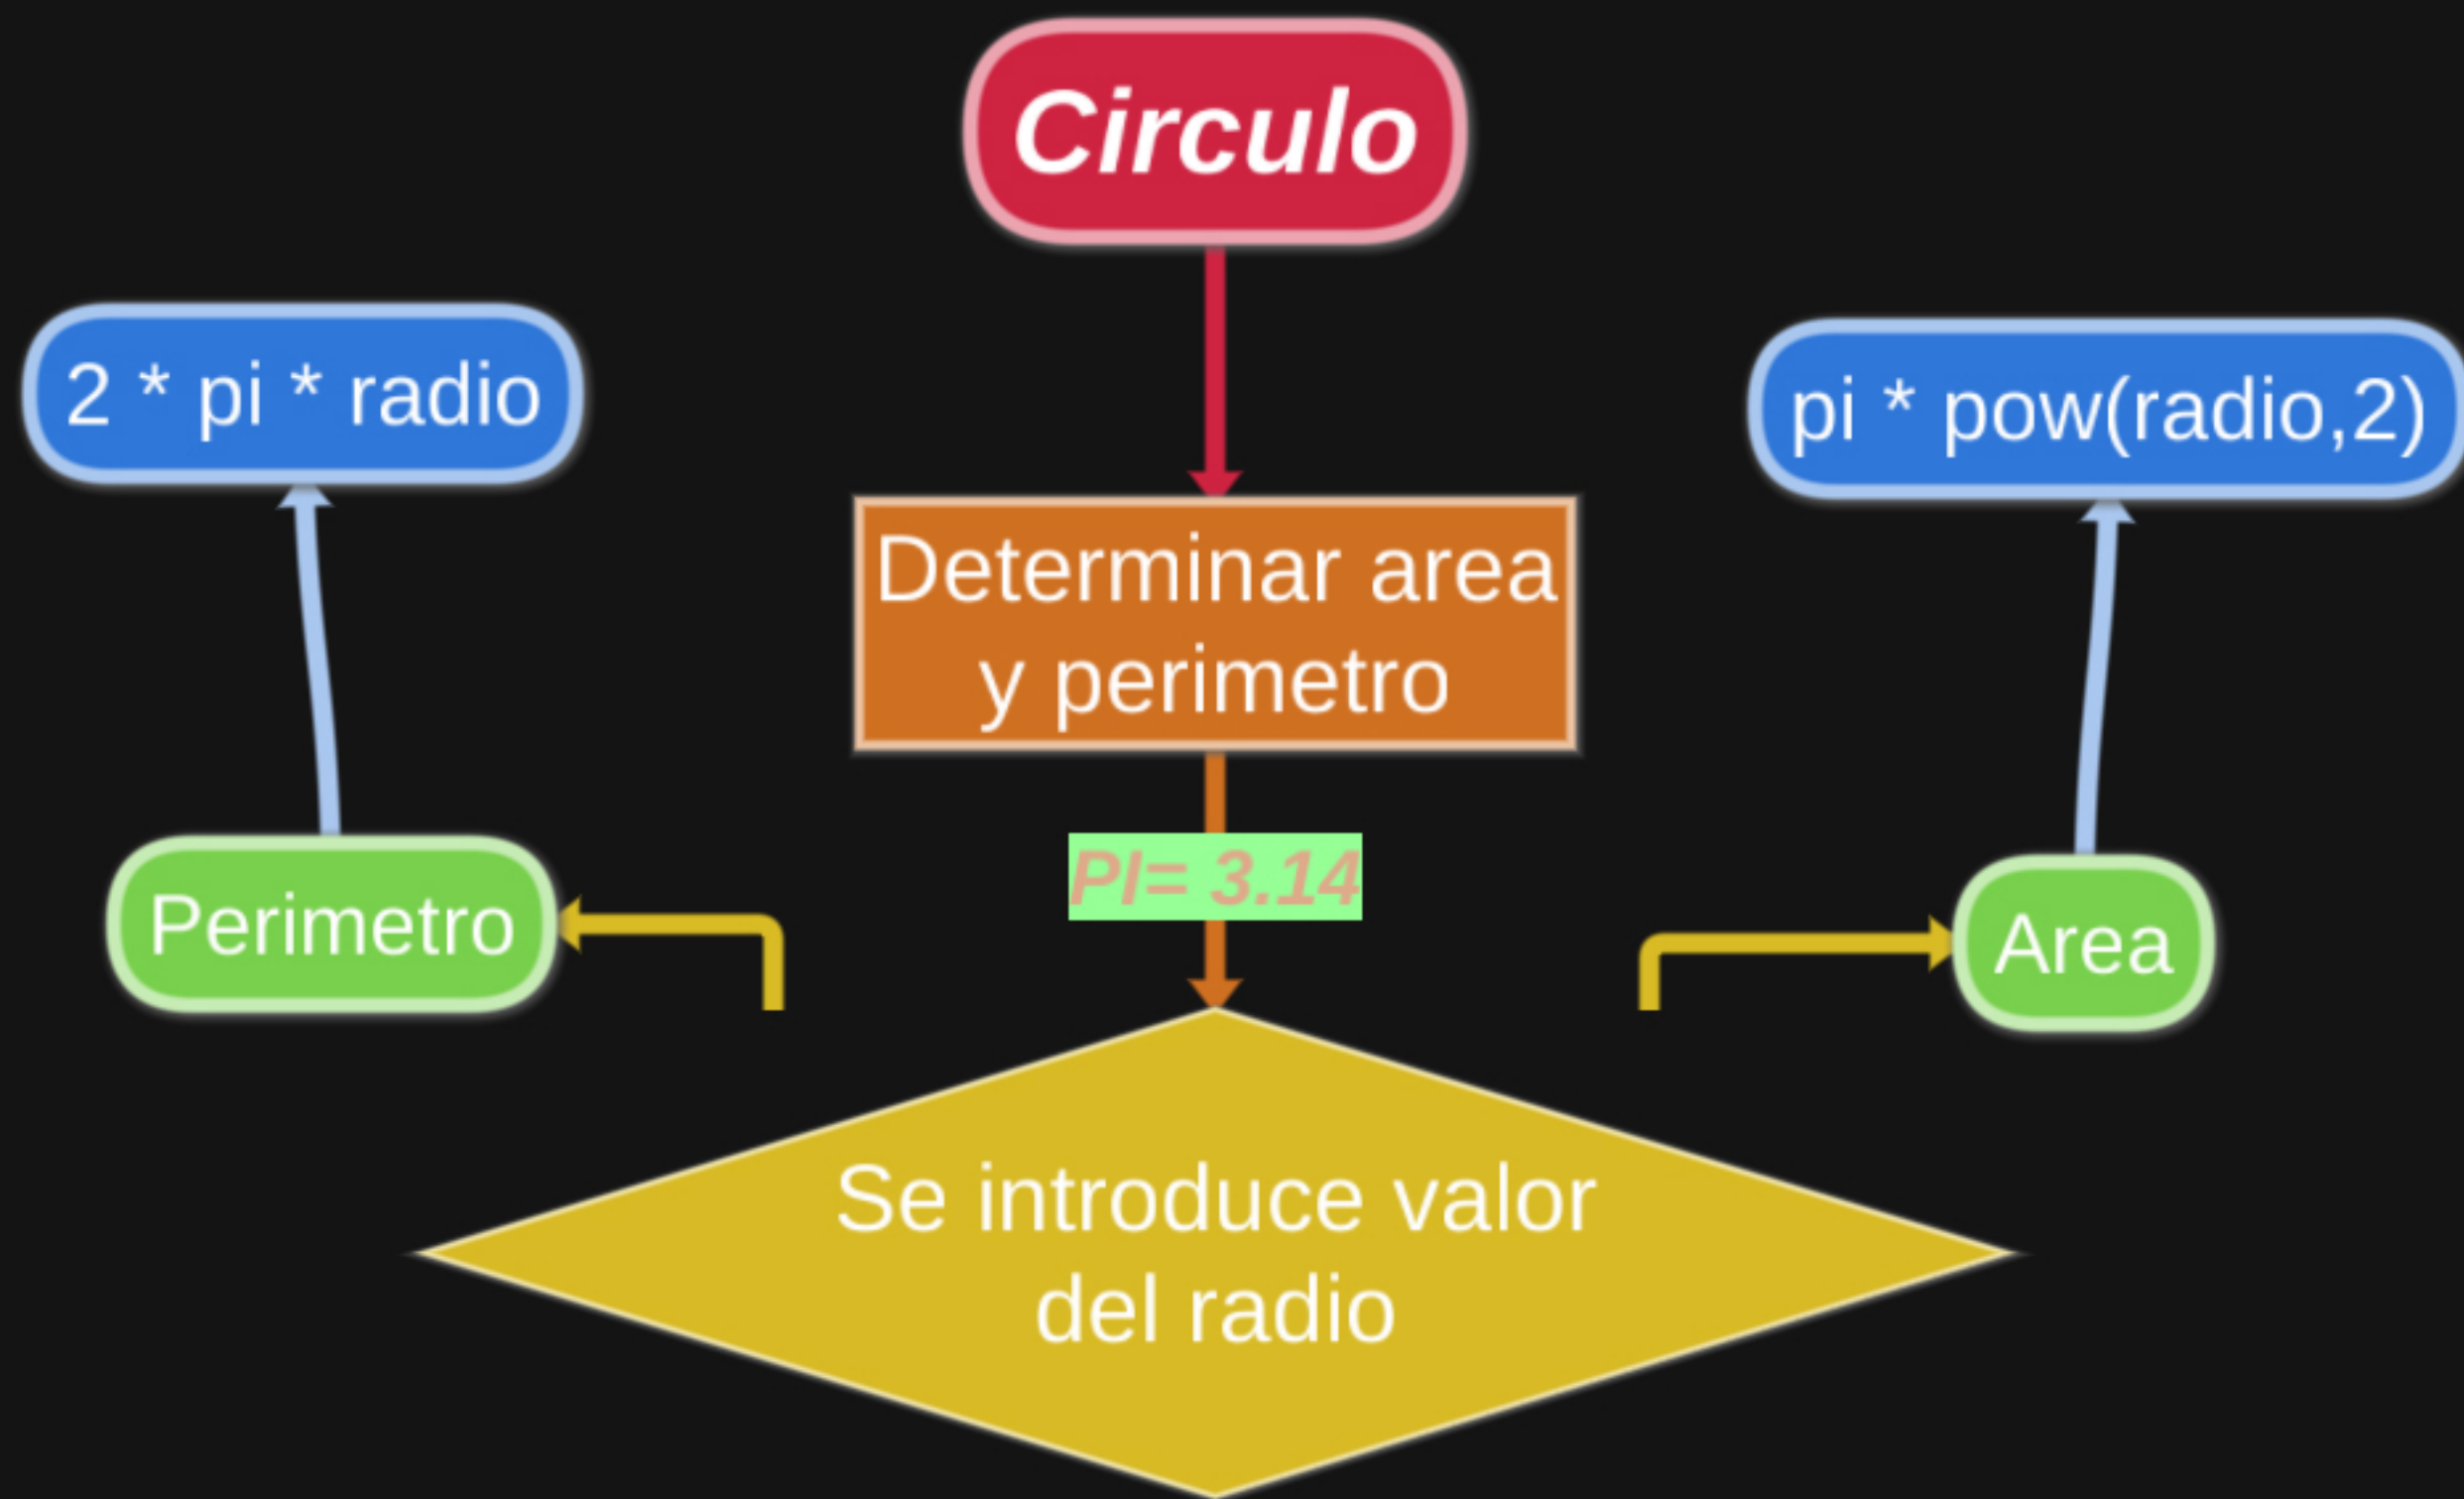 Circulo
2 * pi * radio
pi * pow(radio,2)
Determinar area
y perimetro
PI= 3.14
Perimetro
Area
Se introduce valor
del radio